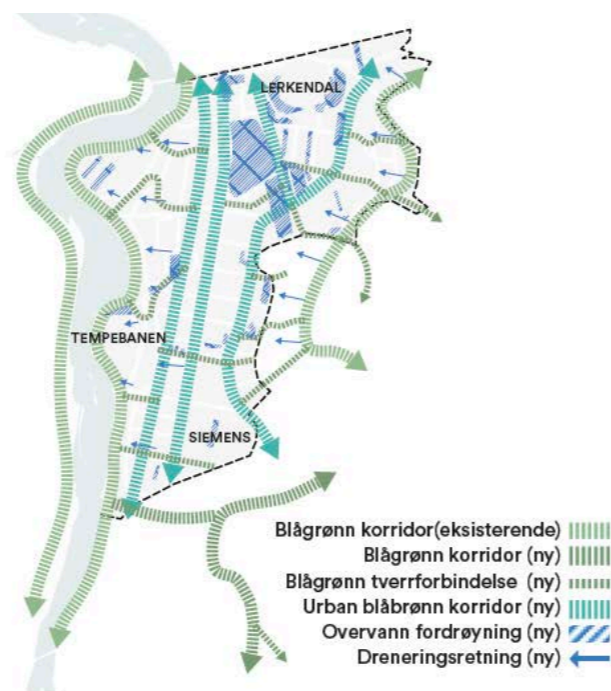 LERKENDAL
TEMPEBANEN
SIEMENS
Blågrønn korridor(eksisterende)
Blågrønn korridor (ny)
Blågrønn tverrforbindelse (ny)
Urban blåbrønn korridor (ny)
Overvann fordrøyning (ny)
Dreneringsretning (ny)